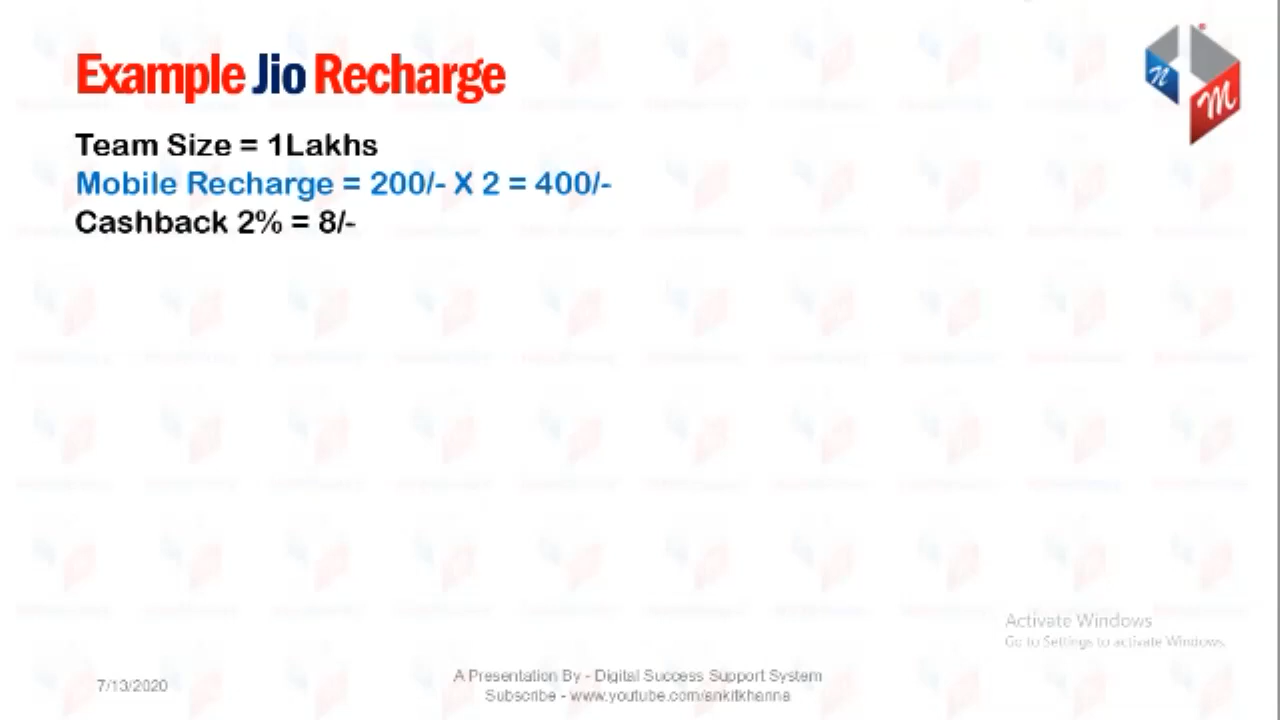 Example Jio Recharge
Team Size = 1Lakhs
Mobile Recharge = 200/- X 2 = 400/-
Cashback 2% = 8/-
n
m
Activate Windows
Go to Settings to activate Windows.
7/13/2020
A Presentation By - Digital Success Support System
Subscribe - www.youtube.com/ankitkhanna